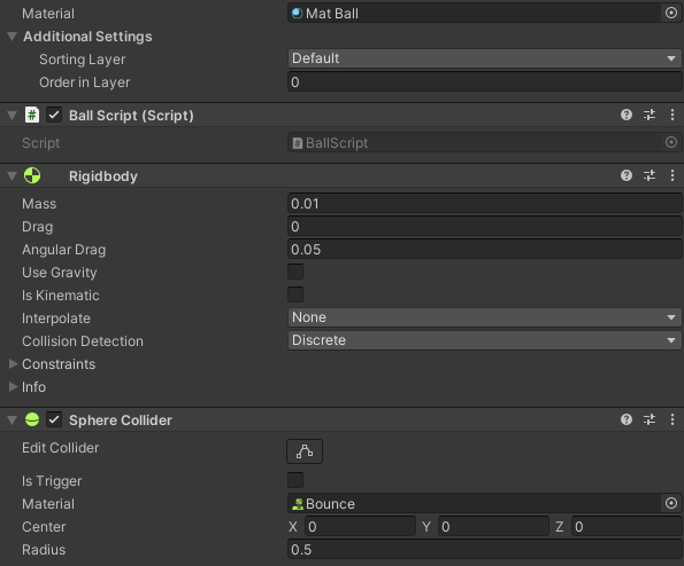 Material Mat Ball
Additional Settings
Sorting Layer Default
Order in Layer 0
# Ball Script (Script)
Script # BallScript
Rigidbody
Mass 0.01
Drag 0
Angular Drag 0.05
Use Gravity
Is Kinematic
Interpolate None
Collision Detection Discrete
Constraints
Info
Sphere Collider
Edit Collider
Is Trigger
Material Bounce
Center X 0 Y 0 Z 0
Radius 0.5